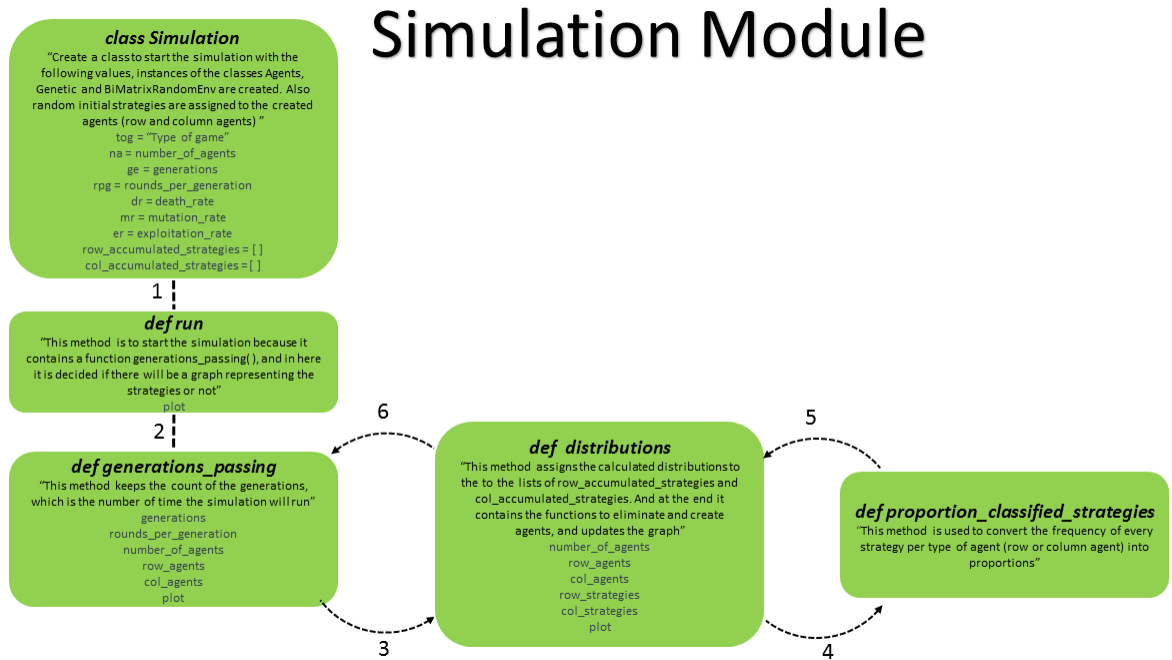 Simulation Module
class Simulation
“Create a class to start the simulation with the
following values, instances of the classes Agents,
Genetic and BiMatrixRandomEnv are created. Also
random initial strategies are assigned to the created
agents (row and column agents) ”
tog = “Type of game”
na = number_of_agents
ge = generations
rpg = rounds_per_generation
dr = death_rate
mr = mutation_rate
er = exploitation_rate
row_accumulated_strategies = [ ]
col_accumulated_strategies = [ ]
1
def run
“This method is to start the simulation because it
contains a function generations_passing( ), and in here
it is decided if there will be a graph representing the
strategies or not”
plot
2
def generations_passing
“This method keeps the count of the generations,
which is the number of time the simulation will run”
generations
rounds_per_generation
number_of_agents
row_agents
col_agents
plot
3
6
def distributions
“This method assigns the calculated distributions to
the to the lists of row_accumulated_strategies and
col_accumulated_strategies. And at the end it
contains the functions to eliminate and create
agents, and updates the graph”
number_of_agents
row_agents
col_agents
row_strategies
col_strategies
plot
4
5
def proportion_classified_strategies
“This method is used to convert the frequency of every
strategy per type of agent (row or column agent) into
proportions”